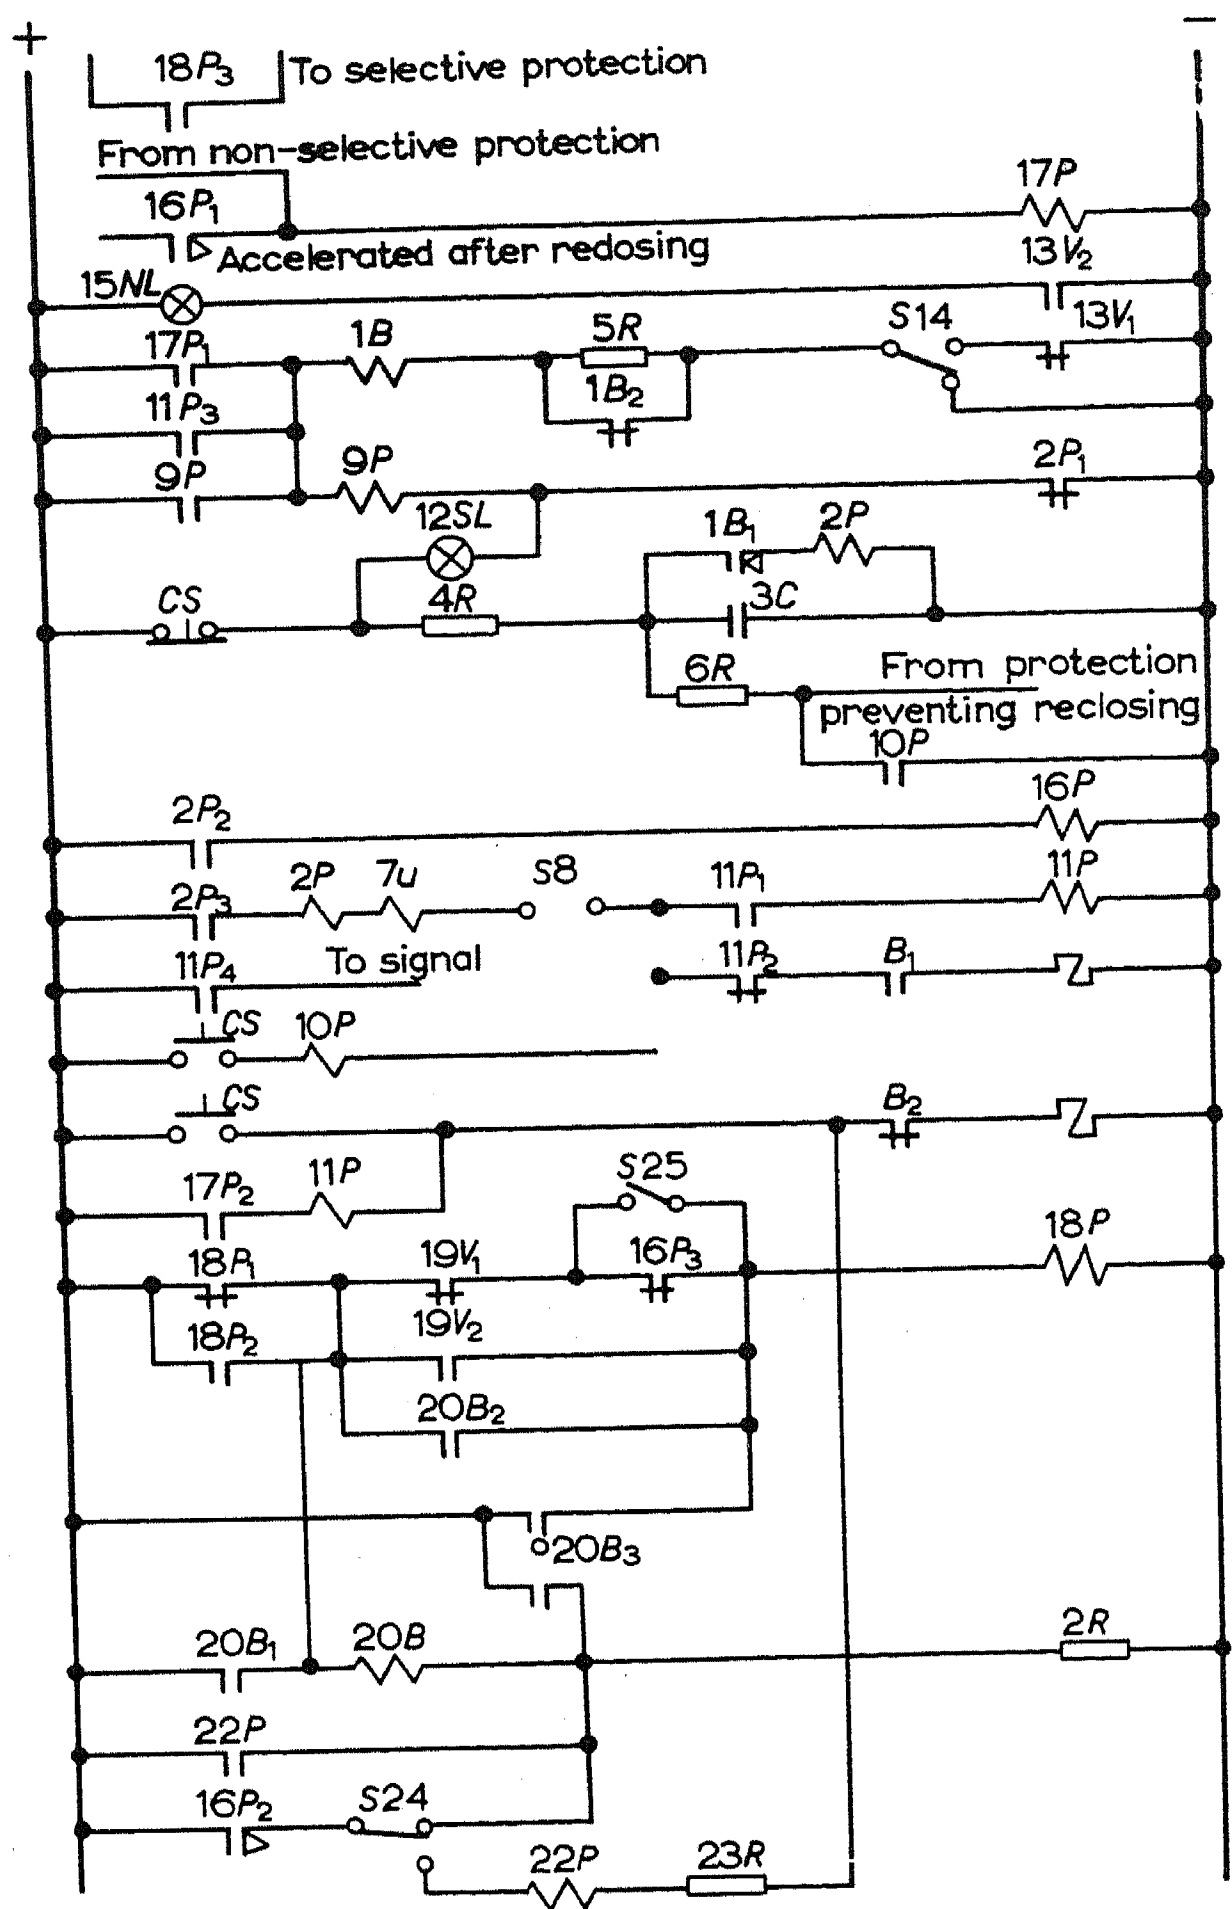 +
−
18P3 To selective protection
From non-selective protection
16P1
17P
Accelerated after redosing
13V2
15NL
17P1
1B
5R
S14
13V1
1B2
11P3
9P
9P
2P1
12SL
1B1
2P
CS
4R
3C
6R
From protection
preventing reclosing
10P
2P2
16P
2P3
2P
7u
S8
11P1
11P
11P4
To signal
11P2
B1
CS
10P
CS
B2
17P2
11P
S25
18P1
19V1
16P3
18P
18P2
19V2
20B2
20B3
20B1
20B
2R
22P
16P2
S24
22P
23R